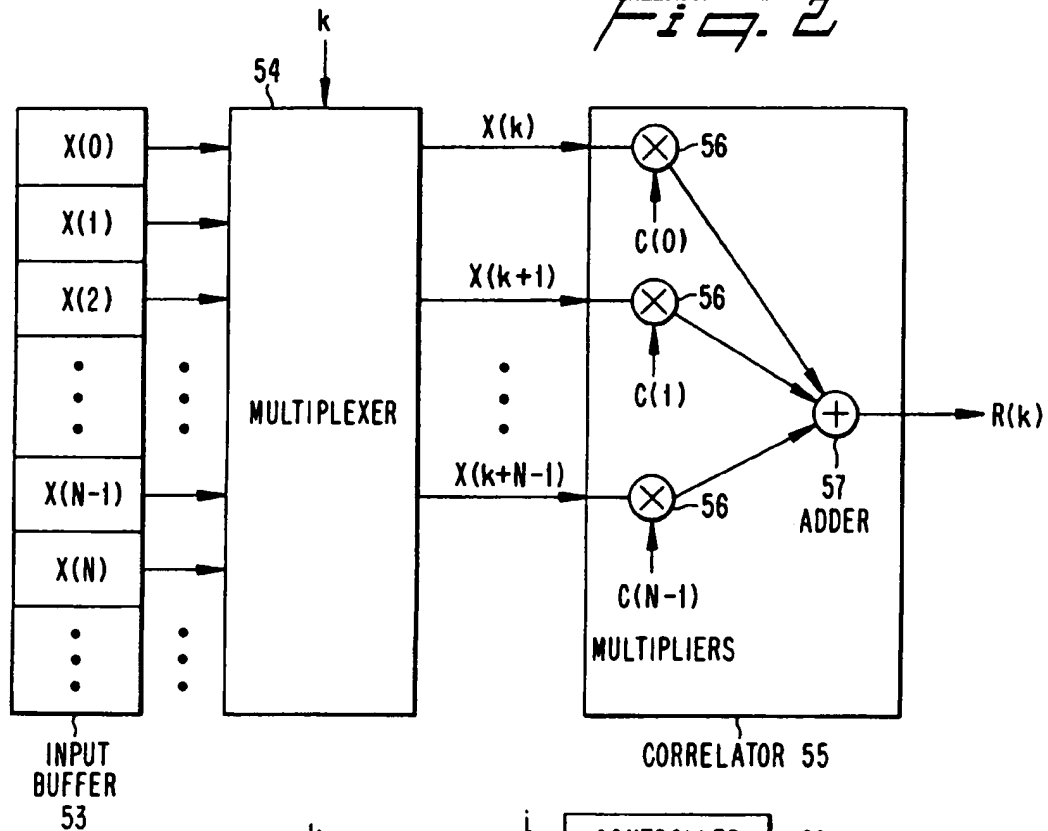 Fig. 2
k
54
X(0)
X(1)
X(2)
X(N-1)
X(N)
INPUT
BUFFER
53
MULTIPLEXER
X(k)
X(k+1)
X(k+N-1)
56
C(0)
56
C(1)
56
C(N-1)
MULTIPLIERS
57
ADDER
R(k)
CORRELATOR 55